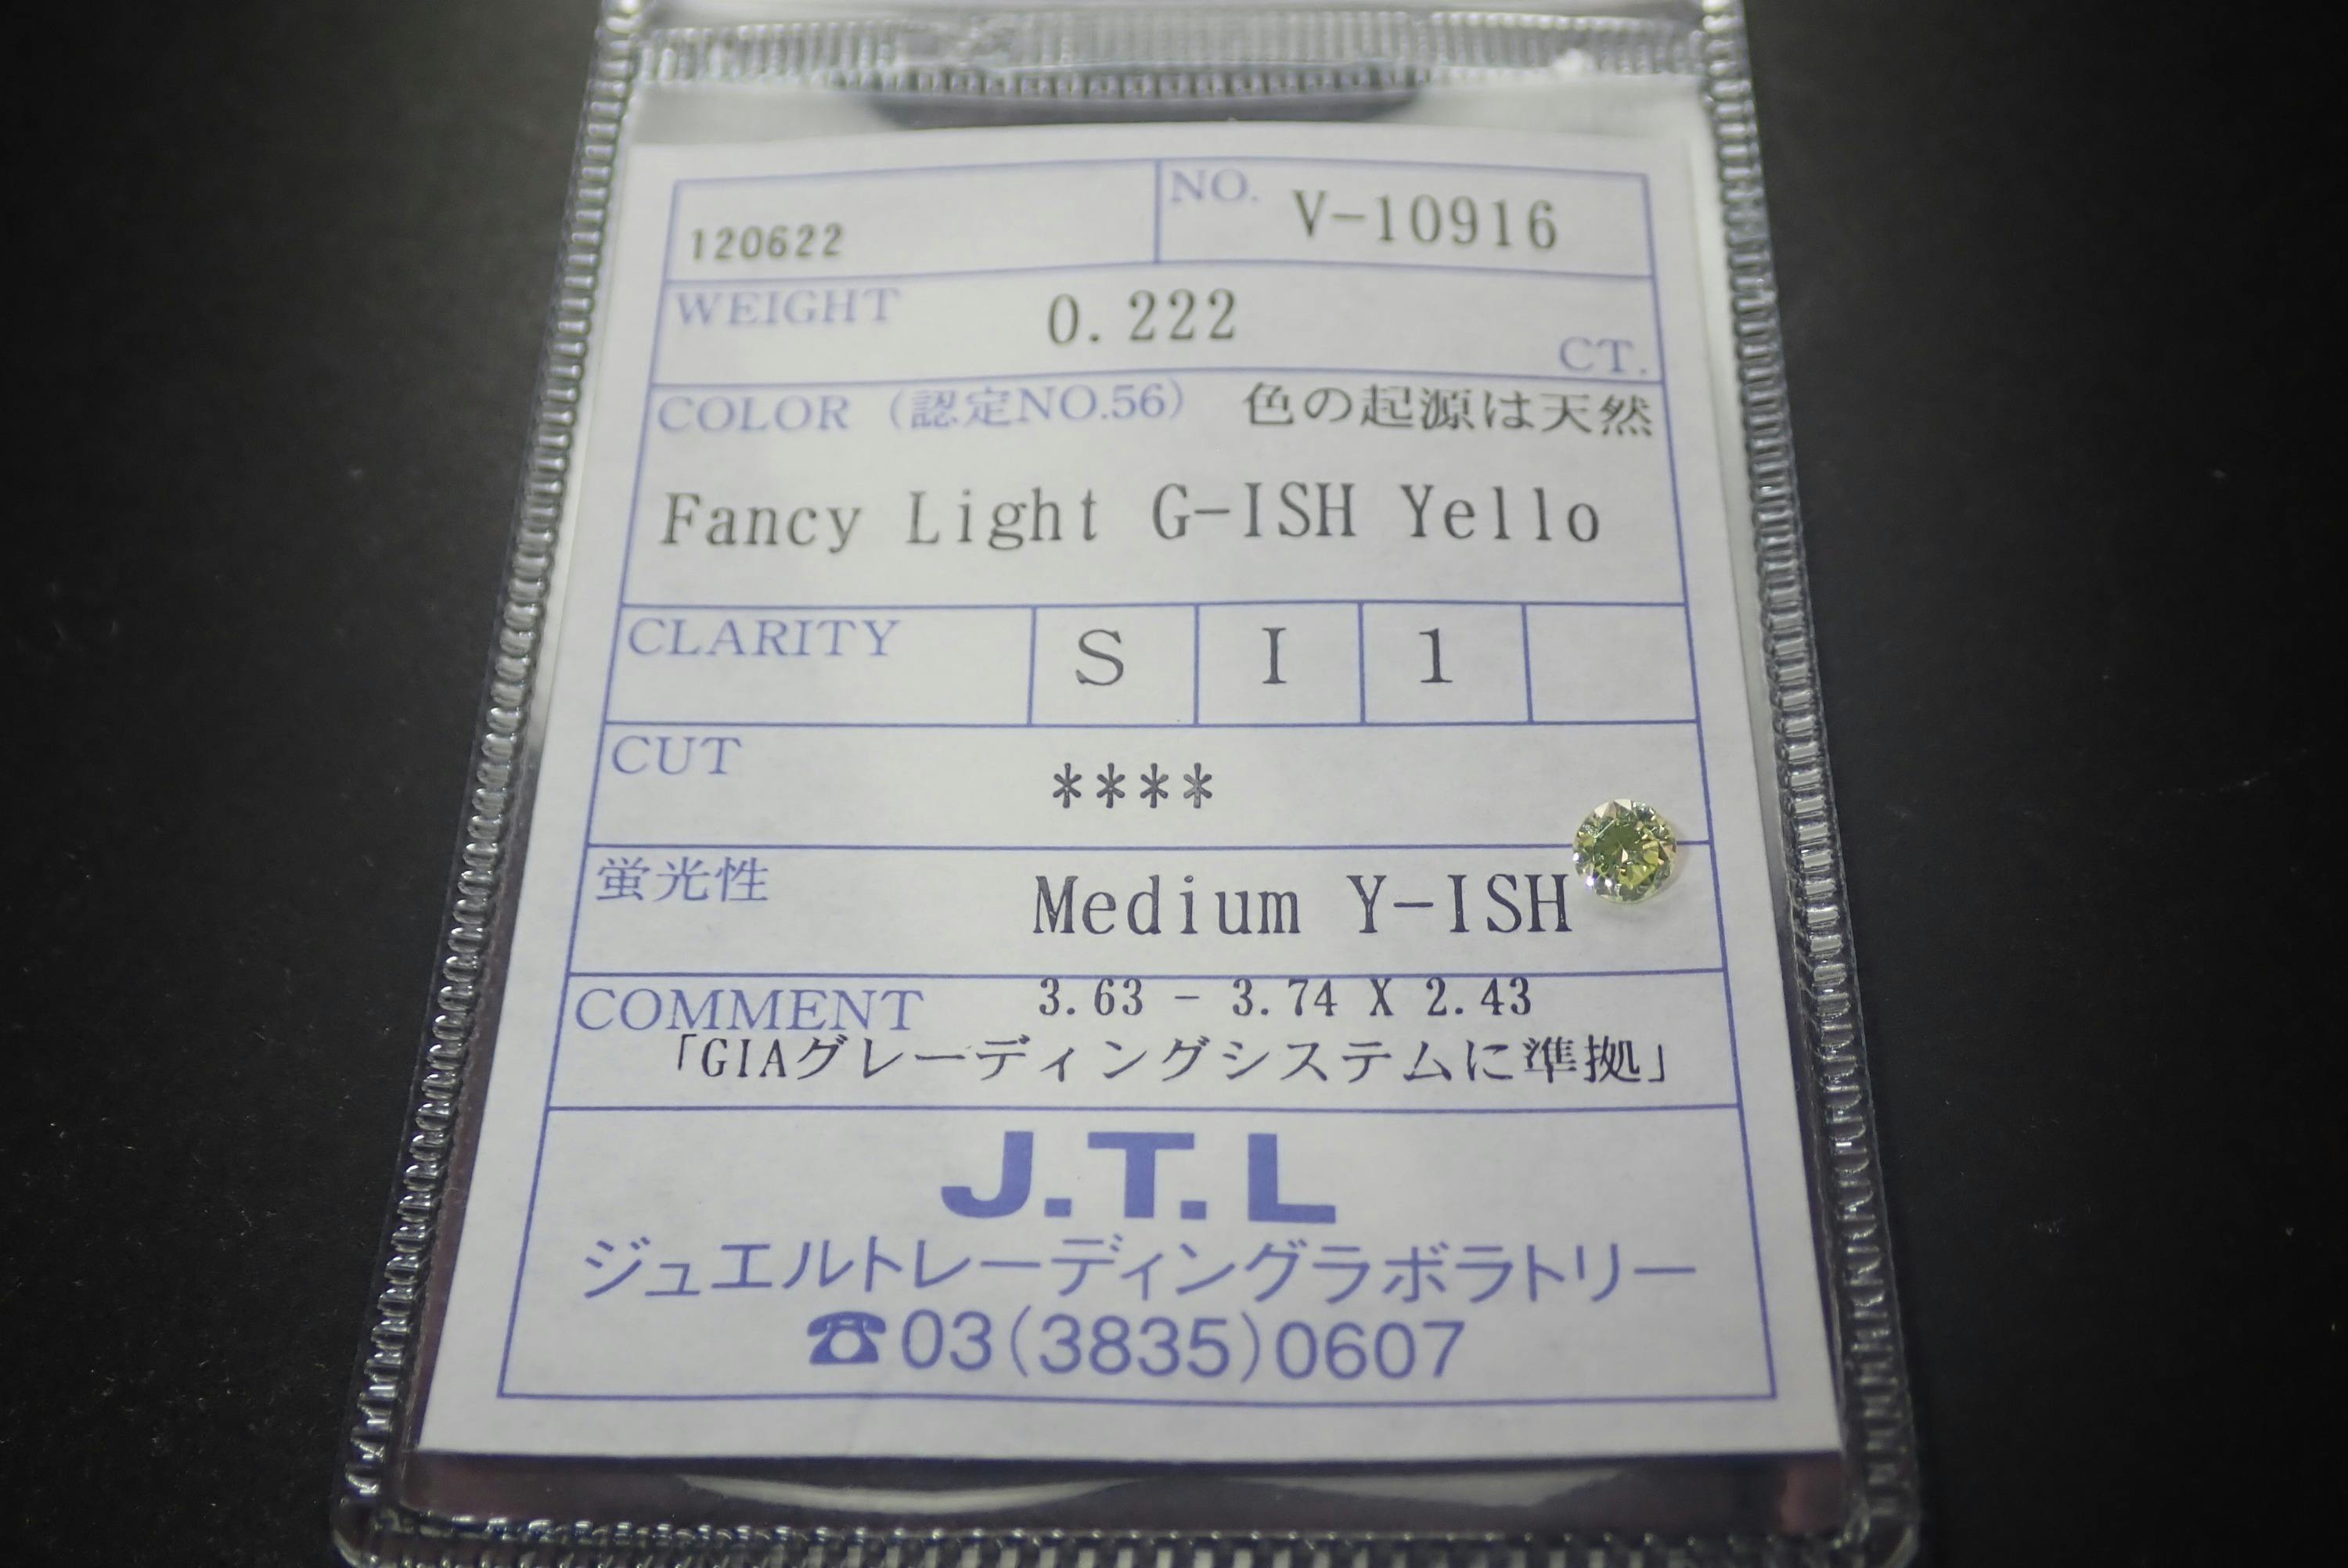 120622
NO. V-10916
WEIGHT 0.222 CT.
COLOR (認定NO.56) 色の起源は天然
Fancy Light G-ISH Yello
CLARITY S I 1
CUT ****
蛍光性 Medium Y-ISH
COMMENT 3.63 - 3.74 X 2.43
「GIAグレーディングシステムに準拠」
J.T.L
ジュエルトレーディングラボラトリー
☎03(3835)0607